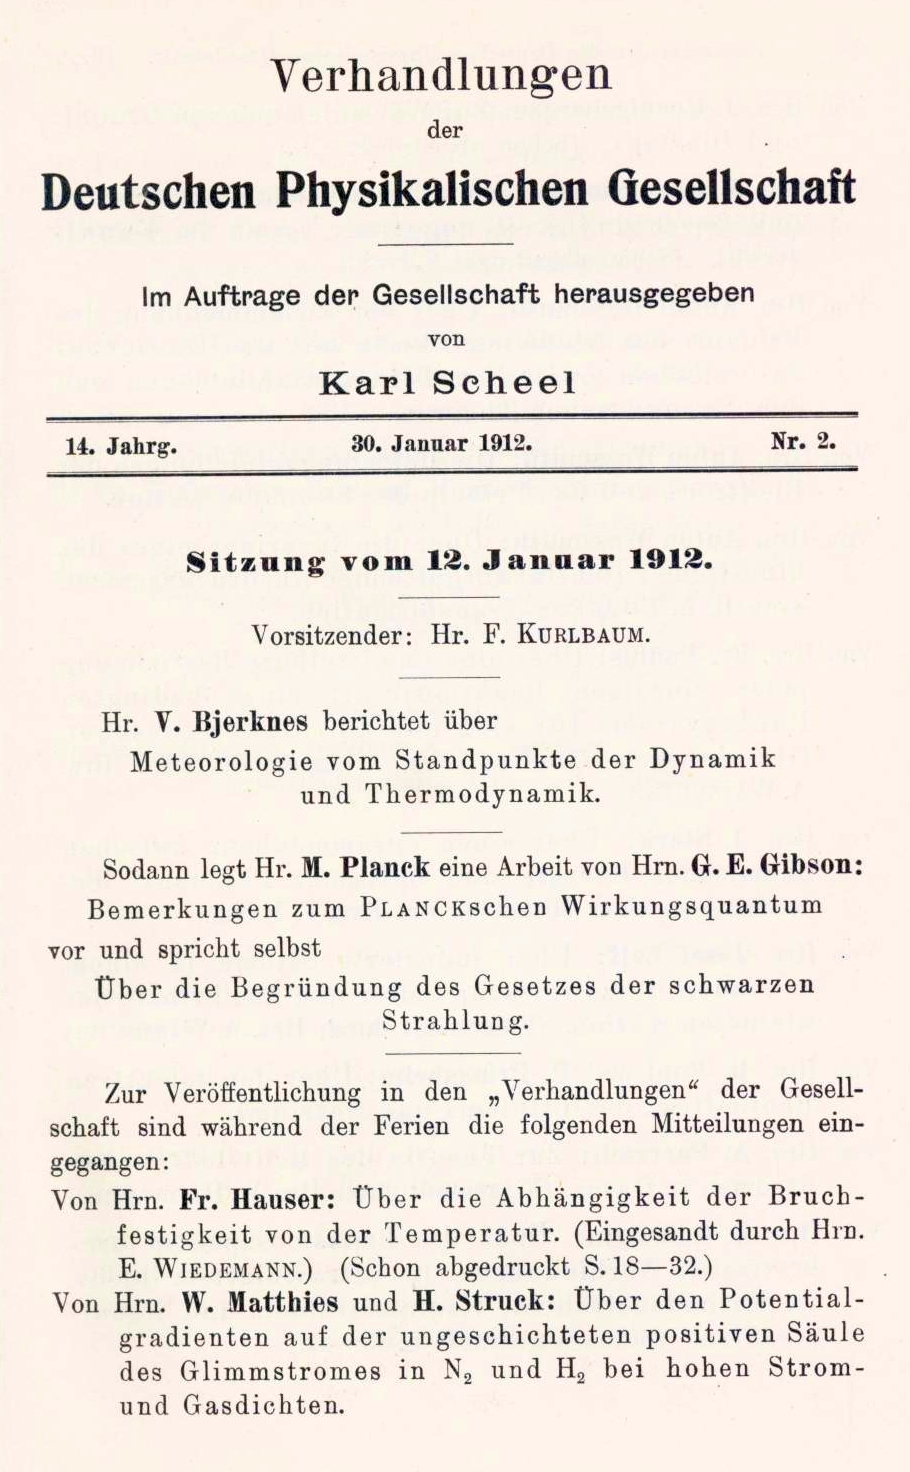 Verhandlungen
der
Deutschen Physikalischen Gesellschaft
Im Auftrage der Gesellschaft herausgegeben
von
Karl Scheel
14. Jahrg. 30. Januar 1912. Nr. 2.
Sitzung vom 12. Januar 1912.
Vorsitzender: Hr. F. KURLBAUM.
Hr. V. Bjerknes berichtet über
Meteorologie vom Standpunkte der Dynamik
und Thermodynamik.
Sodann legt Hr. M. Planck eine Arbeit von Hrn. G. E. Gibson:
Bemerkungen zum PLANCKschen Wirkungsquantum
vor und spricht selbst
Über die Begründung des Gesetzes der schwarzen
Strahlung.
Zur Veröffentlichung in den „Verhandlungen“ der Gesell-
schaft sind während der Ferien die folgenden Mitteilungen ein-
gegangen:
Von Hrn. Fr. Hauser: Über die Abhängigkeit der Bruch-
festigkeit von der Temperatur. (Eingesandt durch Hrn.
E. WIEDEMANN.) (Schon abgedruckt S. 18—32.)
Von Hrn. W. Matthies und H. Struck: Über den Potential-
gradienten auf der ungeschichteten positiven Säule
des Glimmstromes in N₂ und H₂ bei hohen Strom-
und Gasdichten.